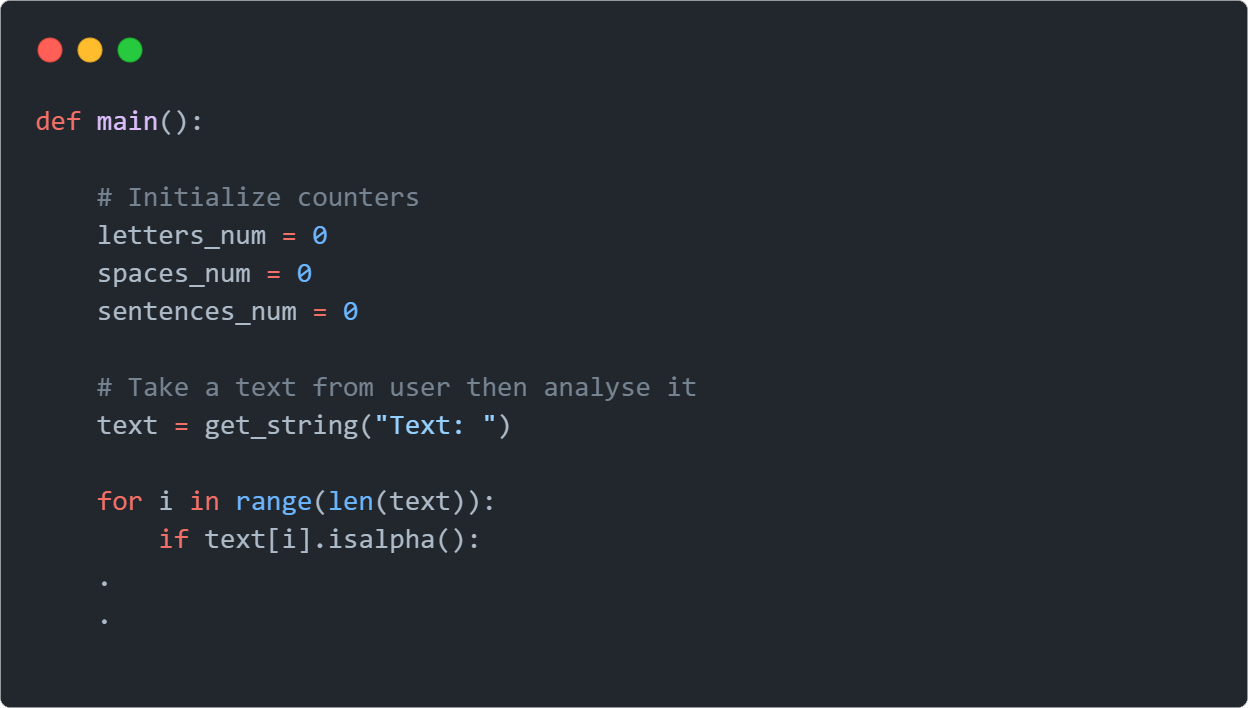 def main():
    # Initialize counters
    letters_num = 0
    spaces_num = 0
    sentences_num = 0
    # Take a text from user then analyse it
    text = get_string("Text: ")
    for i in range(len(text)):
        if text[i].isalpha():
    .
    .